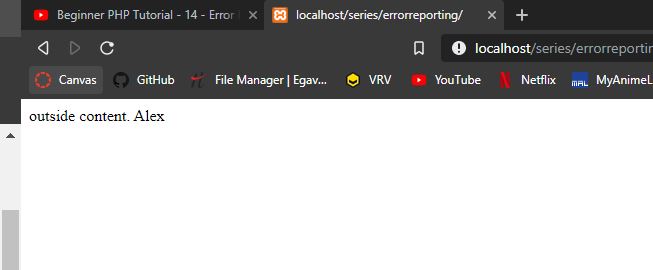 Beginner PHP Tutorial - 14 - Error
localhost/series/errorreporting/
localhost/series/errorreportin
Canvas GitHub File Manager | Egav... VRV YouTube Netflix MAL MyAnimeL
outside content. Alex